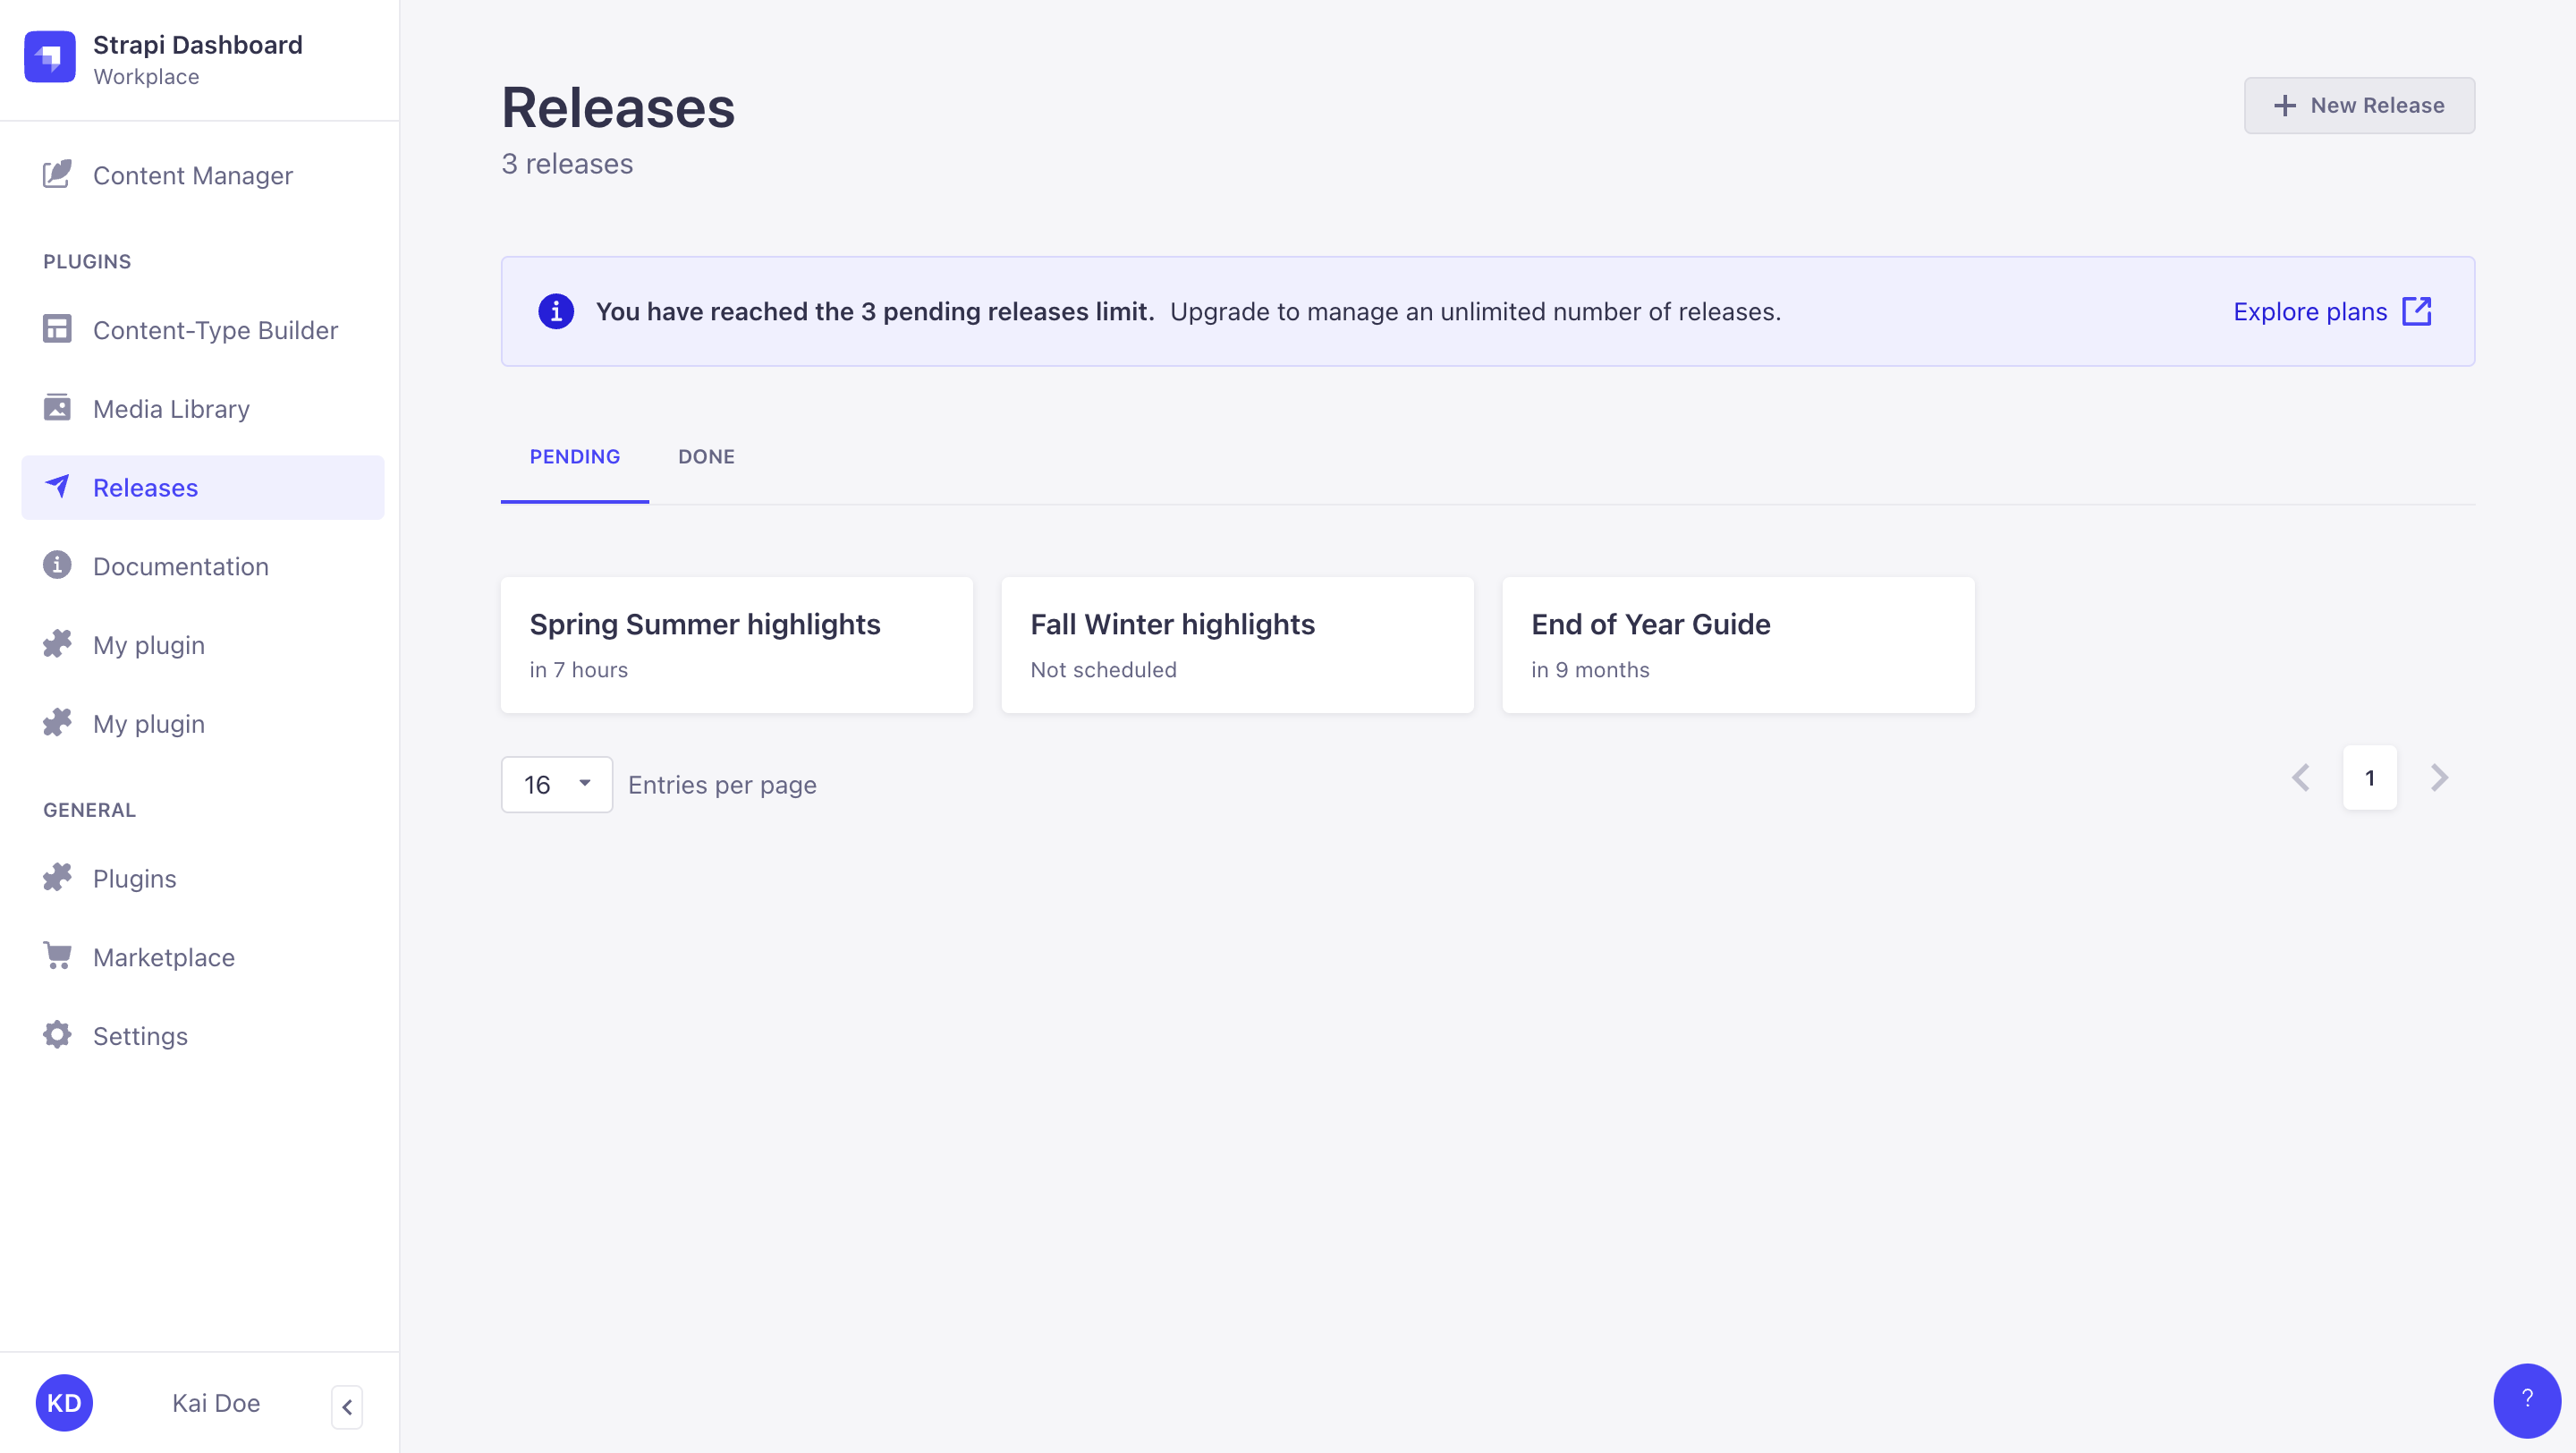 Strapi Dashboard
Workplace
Content Manager
PLUGINS
Content-Type Builder
Media Library
Releases
Documentation
My plugin
My plugin
GENERAL
Plugins
Marketplace
Settings
KD
Kai Doe
Releases
3 releases
New Release
You have reached the 3 pending releases limit. Upgrade to manage an unlimited number of releases.
Explore plans
PENDING
DONE
Spring Summer highlights
in 7 hours
Fall Winter highlights
Not scheduled
End of Year Guide
in 9 months
16
Entries per page
1
?